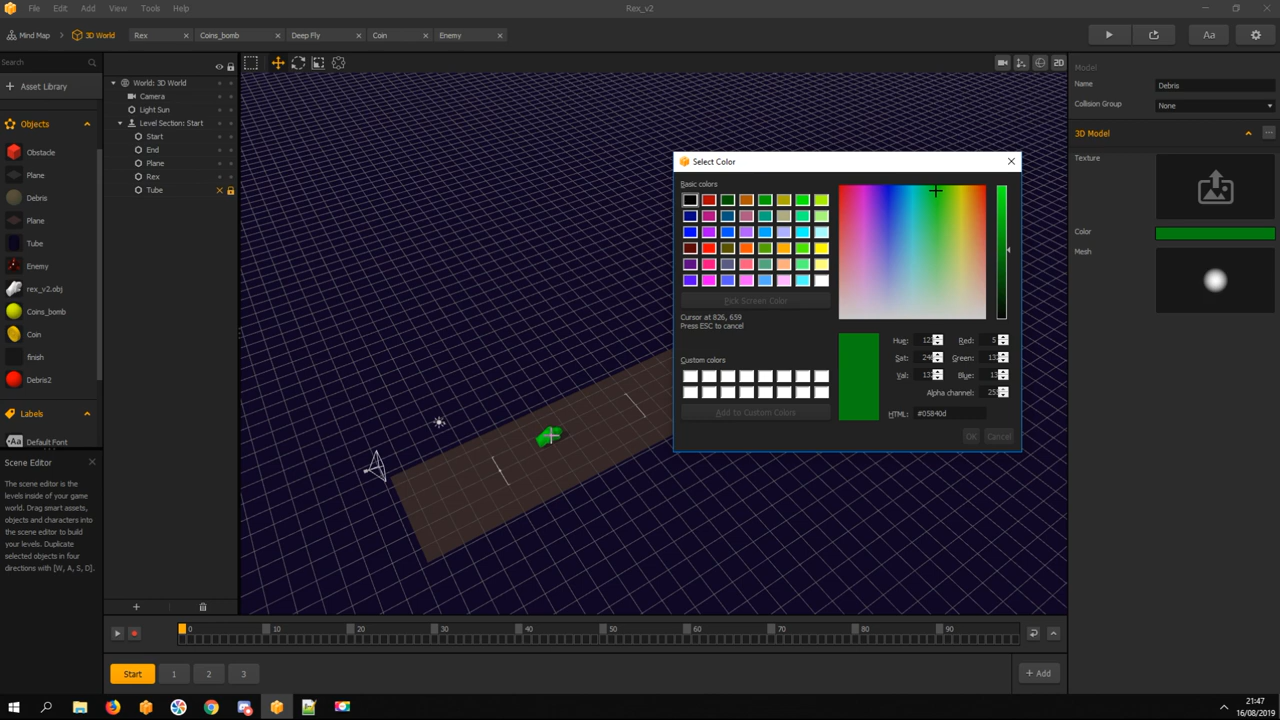 File Edit Add View Tools Help Rex_v2
Mind Map 3D World Rex Coins_bomb Deep Fly Coin Enemy Aa
Search
Asset Library
Objects
Obstacle
Plane
Debris
Plane
Tube
Enemy
rex_v2.obj
Coins_bomb
Coin
finish
Debris2
Labels
Aa Default Font
Scene Editor
The scene editor is the
levels inside of your game
world. Drag smart assets,
objects and characters into
the scene editor to build
your levels. Duplicate
selected objects in four
directions with [W, A, S, D].
World: 3D World
Camera
Light Sun
Level Section: Start
Start
End
Plane
Rex
Tube
2D
Select Color
Basic colors
Pick Screen Color
Cursor at 826, 659
Press ESC to cancel
Custom colors
Add to Custom Colors
Hue: Red: 5
Sat: Green:
Val: Blue:
Alpha channel:
HTML: #05840d
OK Cancel
Model
Name Debris
Collision Group None
3D Model
Texture
Color
Mesh
0 10 20 30 40 50 60 70 80 90
Start 1 2 3 + Add
21:47
16/08/2019